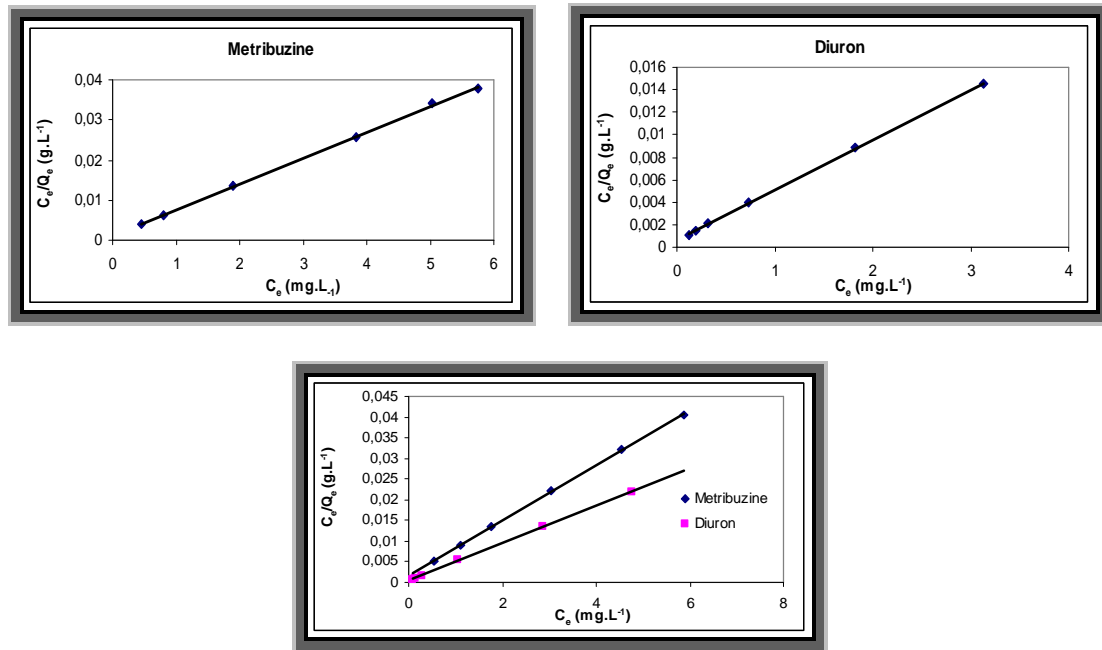 Metribuzine
0,04
0,03
0,02
0,01
0
0 1 2 3 4 5 6
Cₑ/Qₑ (g.L⁻¹)
Cₑ (mg.L₋₁)
Diuron
0,016
0,014
0,012
0,01
0,008
0,006
0,004
0,002
0
0 1 2 3 4
Cₑ/Qₑ (g.L⁻¹)
Cₑ (mg.L⁻¹)
0,045
0,04
0,035
0,03
0,025
0,02
0,015
0,01
0,005
0
0 2 4 6 8
Cₑ/Qₑ (g.L⁻¹)
Cₑ (mg.L⁻¹)
Metribuzine
Diuron